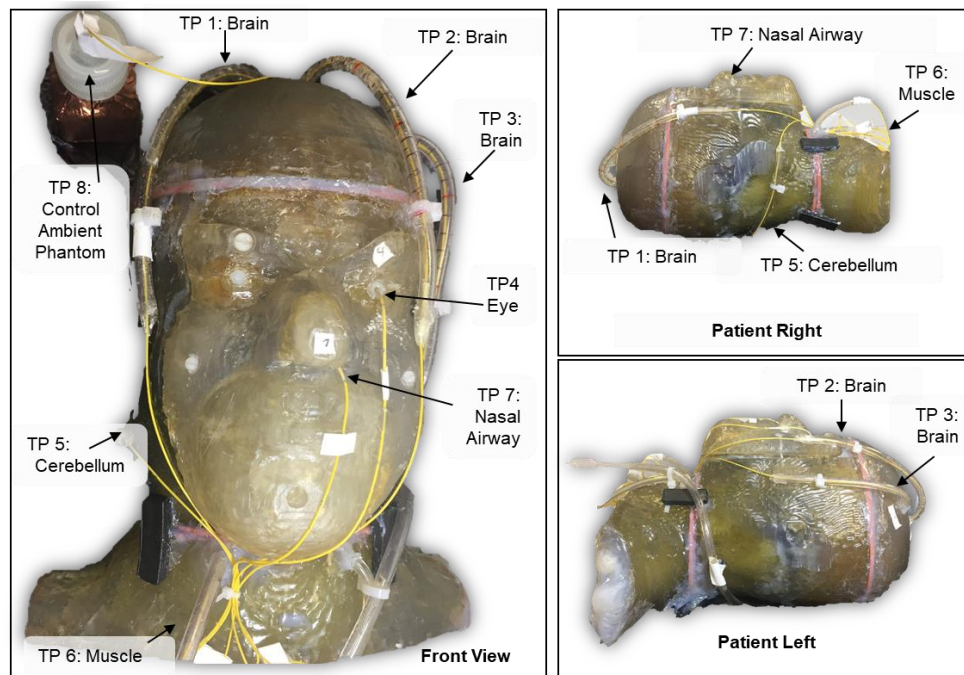 TP 1: Brain
TP 2: Brain
TP 3:
Brain
TP 8:
Control
Ambient
Phantom
4
TP4
Eye
7
TP 7:
Nasal
Airway
TP 5:
Cerebellum
TP 6: Muscle
Front View
TP 7: Nasal Airway
TP 6:
Muscle
TP 1: Brain
TP 5: Cerebellum
Patient Right
TP 2: Brain
TP 3:
Brain
Patient Left